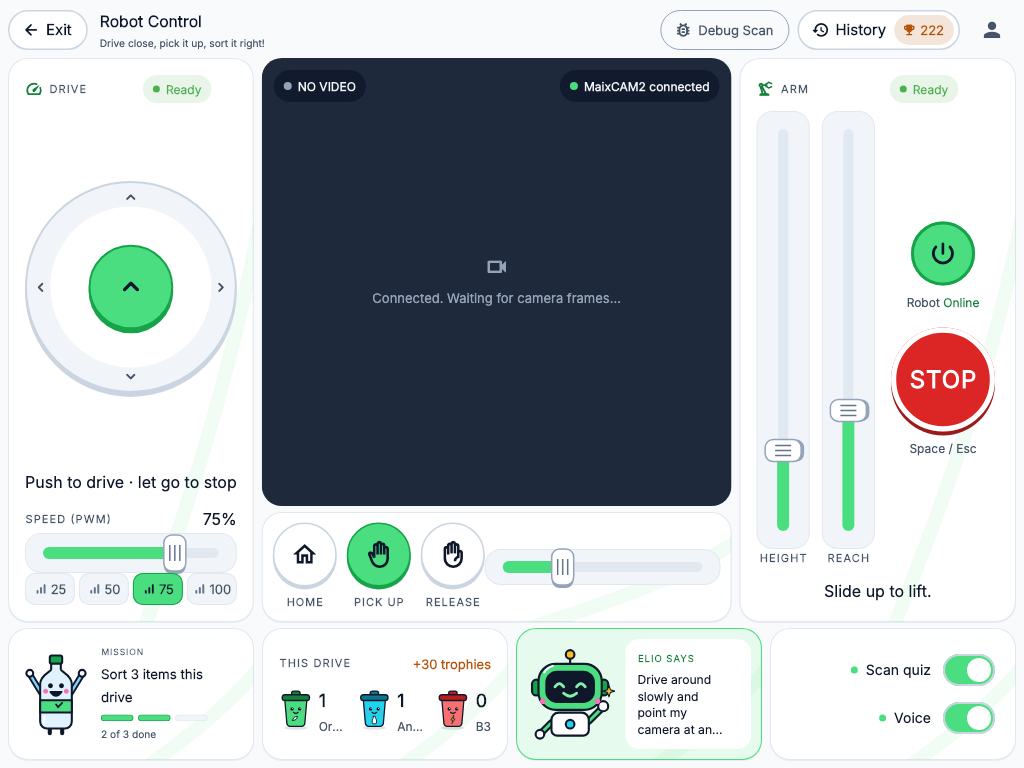 Exit
Robot Control
Drive close, pick it up, sort it right!
Debug Scan
History
222
DRIVE
Ready
Push to drive · let go to stop
SPEED (PWM)
75%
25
50
75
100
NO VIDEO
MaixCAM2 connected
Connected. Waiting for camera frames...
HOME
PICK UP
RELEASE
ARM
Ready
Robot Online
STOP
Space / Esc
HEIGHT
REACH
Slide up to lift.
MISSION
Sort 3 items this
drive
2 of 3 done
THIS DRIVE
+30 trophies
1
Or...
1
An...
0
B3
ELIO SAYS
Drive around
slowly and
point my
camera at an...
Scan quiz
Voice